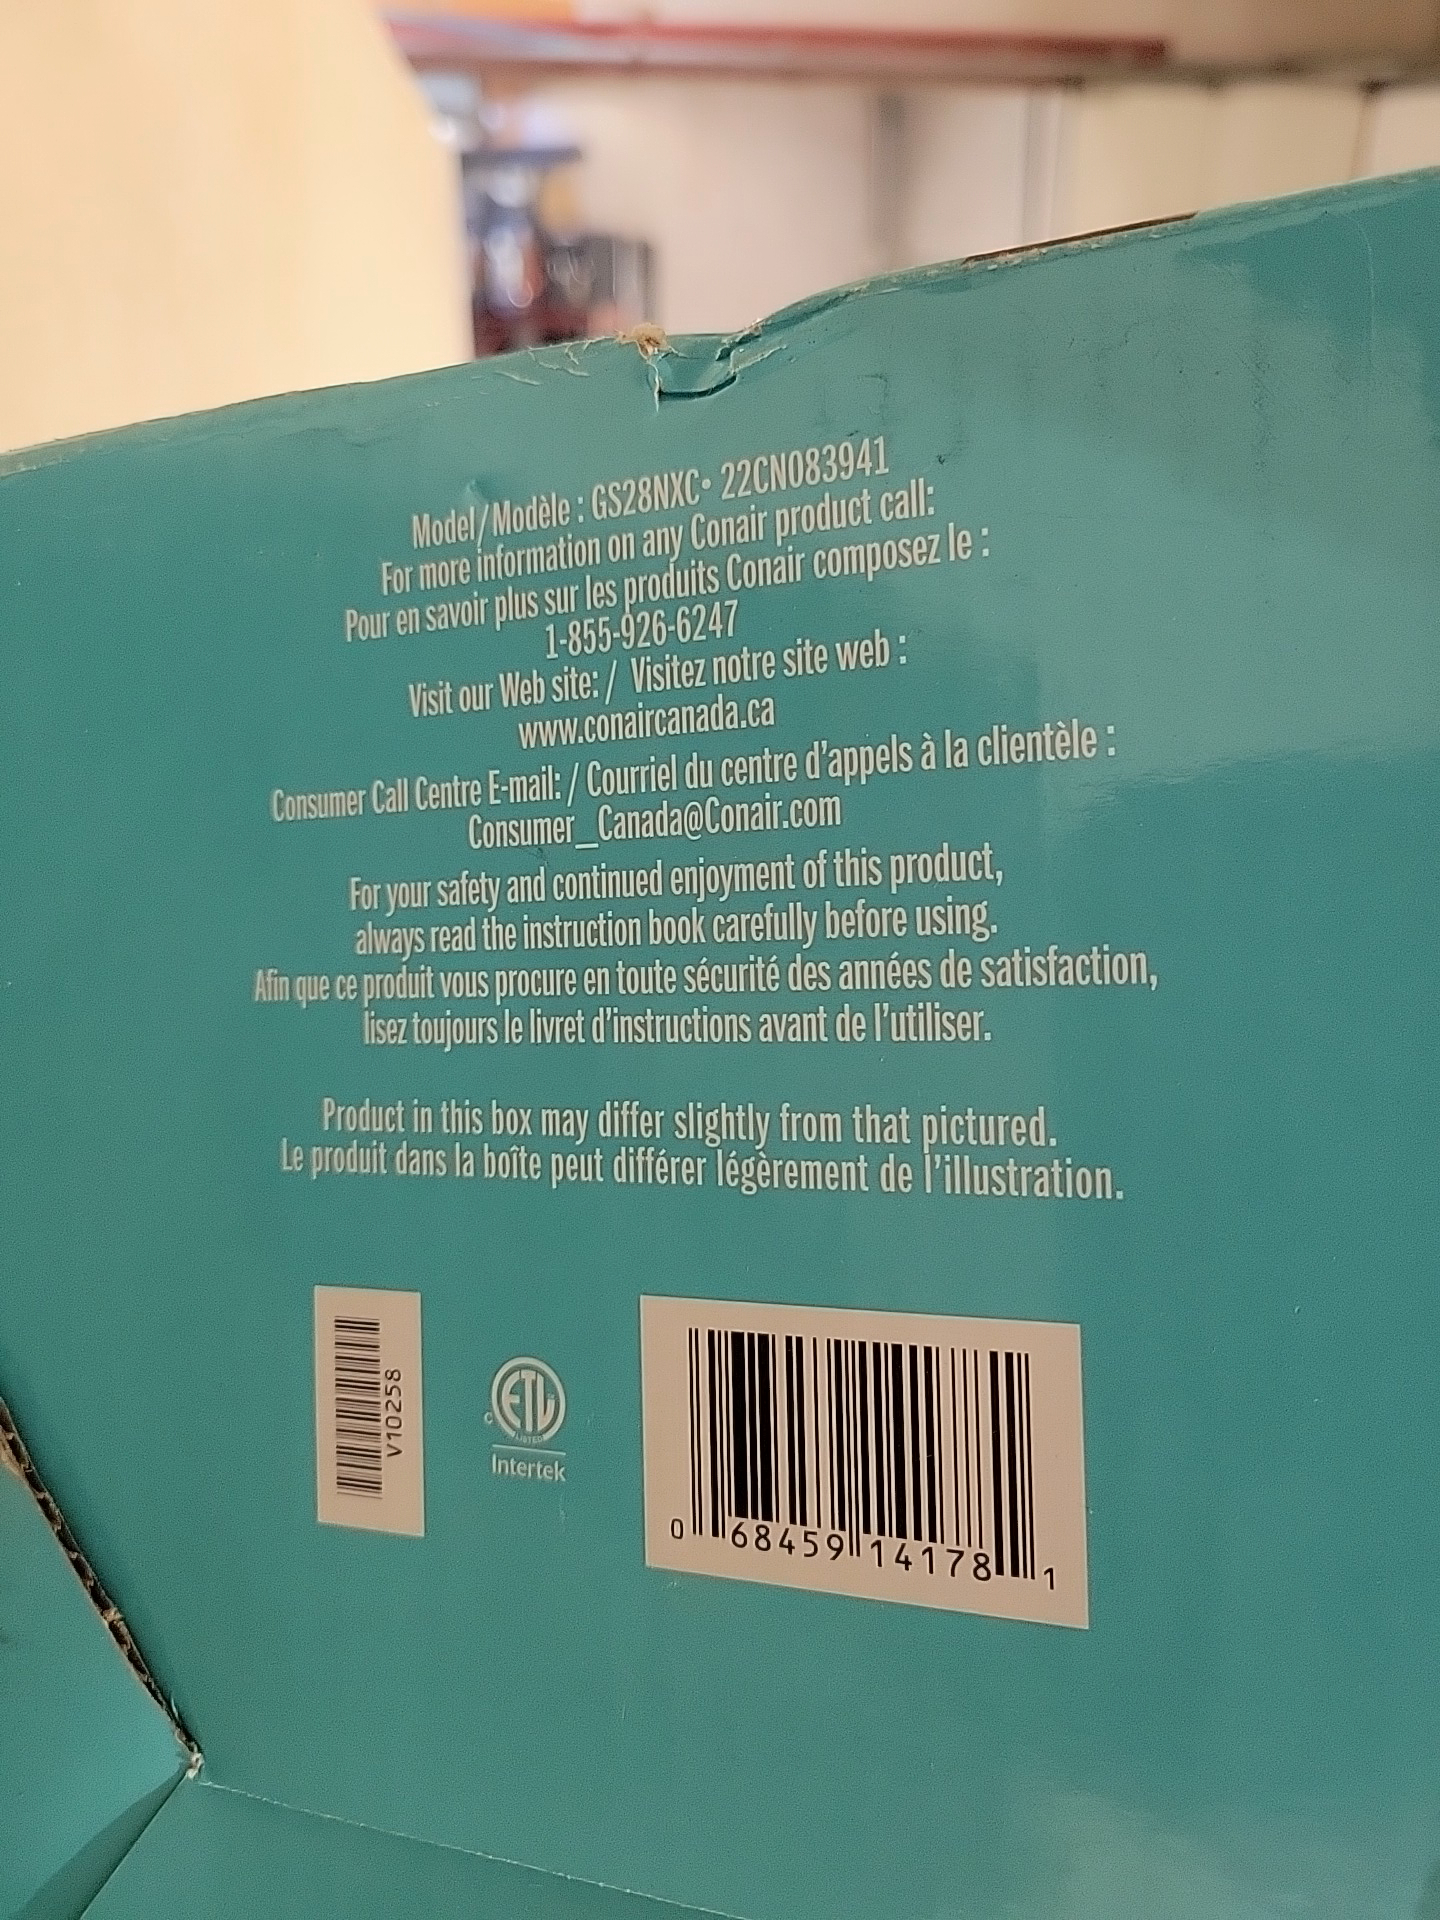 Model/Modèle : GS28NXC• 22CN083941
For more information on any Conair product call:
Pour en savoir plus sur les produits Conair composez le :
1-855-926-6247
Visit our Web site: / Visitez notre site web :
www.conaircanada.ca
Consumer Call Centre E-mail: / Courriel du centre d'appels à la clientèle :
Consumer_Canada@Conair.com
For your safety and continued enjoyment of this product,
always read the instruction book carefully before using.
Afin que ce produit vous procure en toute sécurité des années de satisfaction,
lisez toujours le livret d'instructions avant de l'utiliser.
Product in this box may differ slightly from that pictured.
Le produit dans la boîte peut différer légèrement de l'illustration.
V10258
C ETL
LISTED
Intertek
0 68459 14178 1